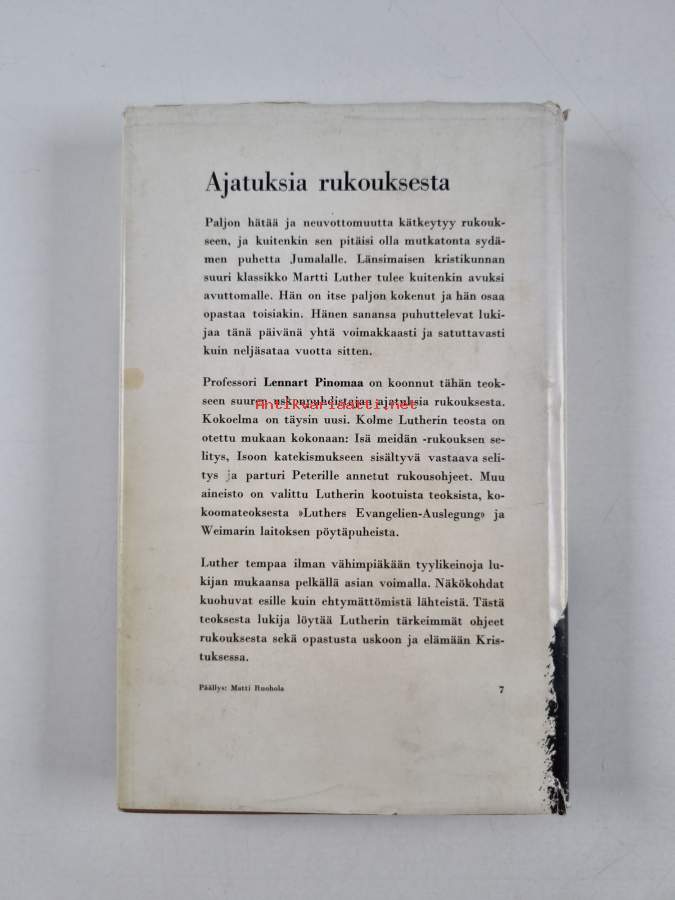 Ajatuksia rukouksesta
Paljon hätää ja neuvottomuutta kätkeytyy rukouk-
seen, ja kuitenkin sen pitäisi olla mutkatonta sydä-
men puhetta Jumalalle. Länsimaisen kristikunnan
suuri klassikko Martti Luther tulee kuitenkin avuksi
avuttomalle. Hän on itse paljon kokenut ja hän osaa
opastaa toisiakin. Hänen sanansa puhuttelevat luki-
jaa tänä päivänä yhtä voimakkaasti ja satuttavasti
kuin neljäsataa vuotta sitten.
Professori Lennart Pinomaa on koonnut tähän teok-
seen suuren uskonpuhdistajan ajatuksia rukouksesta.
Antikvariaatti.net
Kokoelma on täysin uusi. Kolme Lutherin teosta on
otettu mukaan kokonaan: Isä meidän -rukouksen se-
litys, Isoon katekismukseen sisältyvä vastaava seli-
tys ja parturi Peterille annetut rukousohjeet. Muu
aineisto on valittu Lutherin kootuista teoksista, ko-
koomateoksesta »Luthers Evangelien-Auslegung» ja
Weimarin laitoksen pöytäpuheista.
Luther tempaa ilman vähimpiäkään tyylikeinoja lu-
kijan mukaansa pelkällä asian voimalla. Näkökohdat
kuohuvat esille kuin ehtymättömistä lähteistä. Tästä
teoksesta lukija löytää Lutherin tärkeimmät ohjeet
rukouksesta sekä opastusta uskoon ja elämään Kris-
tuksessa.
Päällys: Matti Ruohola 7